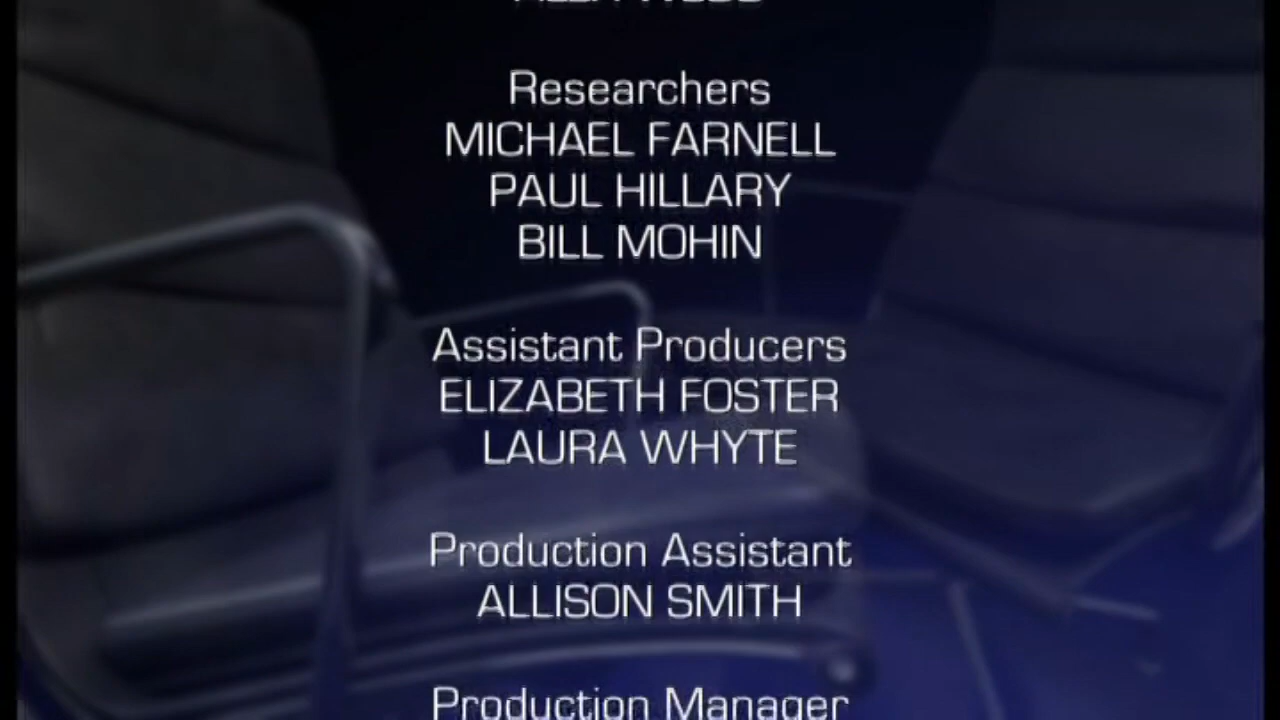 Researchers
MICHAEL FARNELL
PAUL HILLARY
BILL MOHIN
Assistant Producers
ELIZABETH FOSTER
LAURA WHYTE
Production Assistant
ALLISON SMITH
Production Manager